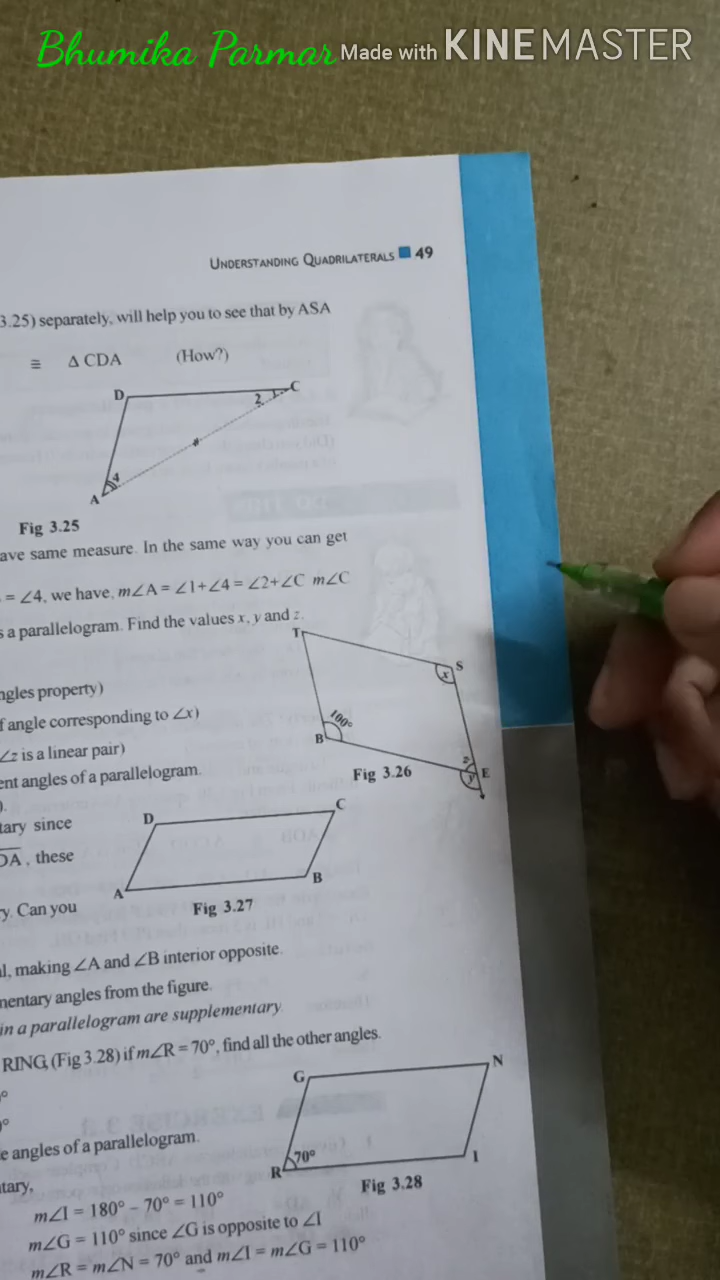 Bhumika Parmar Made with KINEMASTER
UNDERSTANDING QUADRILATERALS 49
3.25) separately, will help you to see that by ASA
≅ Δ CDA (How?)
D
C
2
4
A
Fig 3.25
ave same measure. In the same way you can get
= ∠4, we have, m∠A = ∠1+∠4 = ∠2+∠C m∠C
s a parallelogram. Find the values x, y and z.
T
ngles property)
x
S
f angle corresponding to ∠x)
100°
B
∠z is a linear pair)
z
ent angles of a parallelogram.
Fig 3.26
y
E
).
tary since
D
C
DA, these
A
B
y. Can you
Fig 3.27
l, making ∠A and ∠B interior opposite.
mentary angles from the figure.
in a parallelogram are supplementary.
RING, (Fig 3.28) if m∠R = 70°, find all the other angles.
G
N
°
°
e angles of a parallelogram.
70°
R
I
tary,
Fig 3.28
m∠I = 180° – 70° = 110°
m∠G = 110° since ∠G is opposite to ∠I
m∠R = m∠N = 70° and m∠I = m∠G = 110°